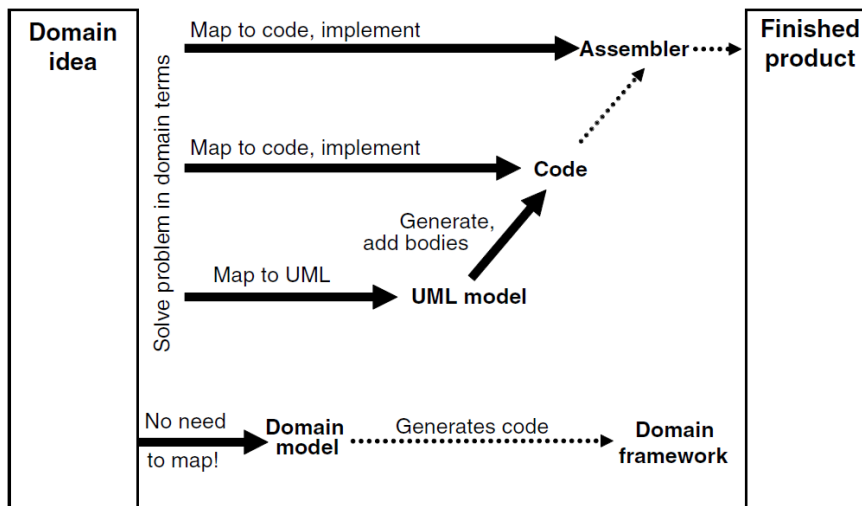 Domain
idea
Solve problem in domain terms
Map to code, implement
Assembler
Finished
product
Map to code, implement
Code
Generate,
add bodies
Map to UML
UML model
No need
to map!
Domain
model
Generates code
Domain
framework